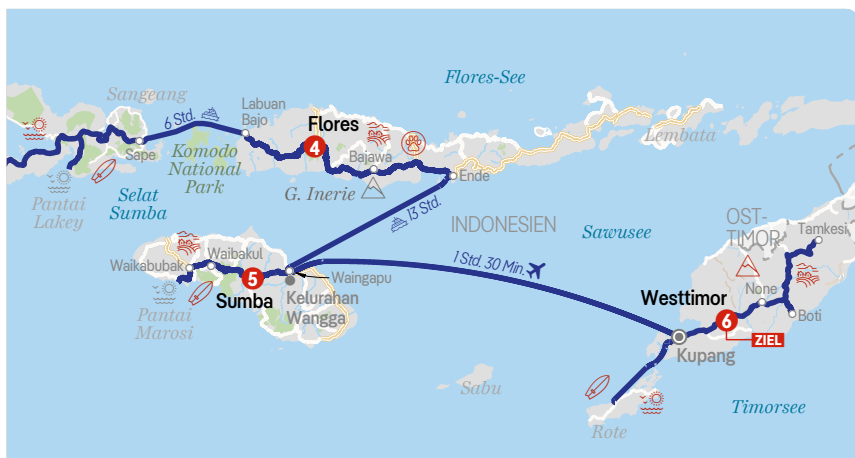 Flores-See
Sangeang
6 Std.
Labuan
Bajo
Flores
4
Lembata
Sape
Komodo
National
Park
Bajawa
Ende
G. Inerie
Pantai
Lakey
Selat
Sumba
13 Std.
INDONESIEN
Sawusee
OST-
TIMOR
Tamkesi
Waikabubak
Waibakul
5
Sumba
Waingapu
Kelurahan
Wangga
1 Std. 30 Min.
Pantai
Marosi
Westtimor
6
None
Boti
ZIEL
Kupang
Sabu
Rote
Timorsee